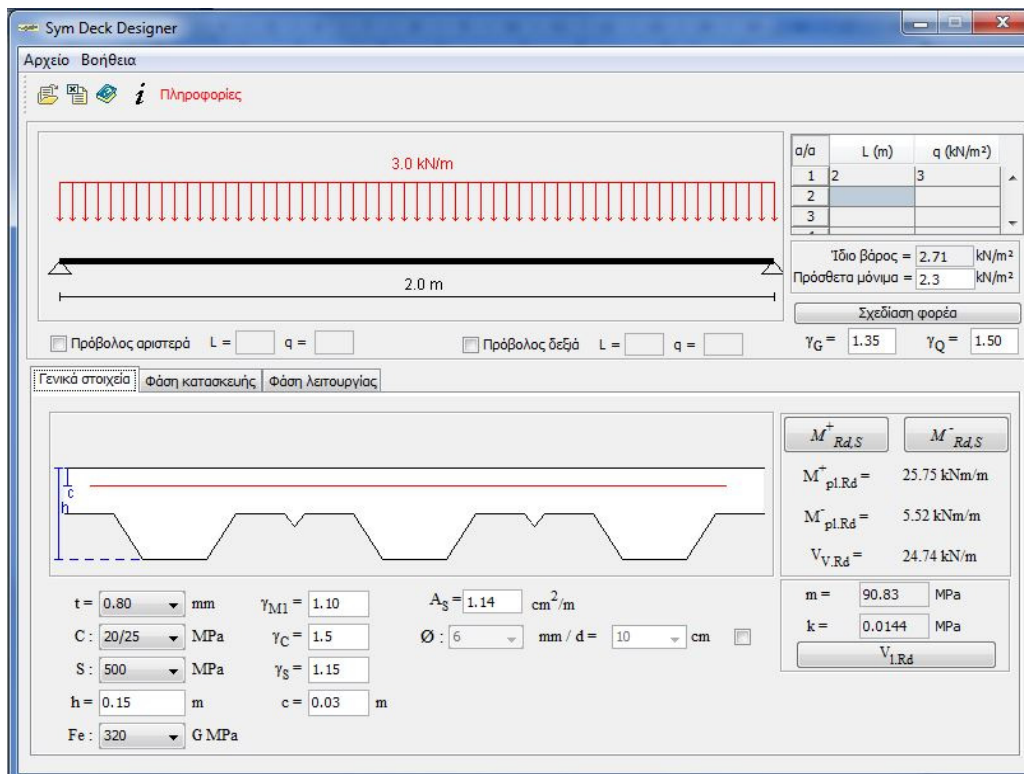 Sym Deck Designer
Αρχείο Βοήθεια
i Πληροφορίες
3.0 kN/m
2.0 m
α/α L (m) q (kN/m²)
1 2 3
2
3
Ίδιο βάρος = 2.71 kN/m²
Πρόσθετα μόνιμα = 2.3 kN/m²
Σχεδίαση φορέα
Πρόβολος αριστερά L = q =
Πρόβολος δεξιά L = q =
γG = 1.35 γQ = 1.50
Γενικά στοιχεία Φάση κατασκευής Φάση λειτουργίας
c
h
M+Rd,S M-Rd,S
M+pl.Rd = 25.75 kNm/m
M-pl.Rd = 5.52 kNm/m
VV.Rd = 24.74 kN/m
t = 0.80 mm γM1 = 1.10 AS = 1.14 cm²/m
C : 20/25 MPa γC = 1.5 Ø : 6 mm / d = 10 cm
S : 500 MPa γS = 1.15
h = 0.15 m c = 0.03 m
Fe : 320 G MPa
m = 90.83 MPa
k = 0.0144 MPa
V1.Rd